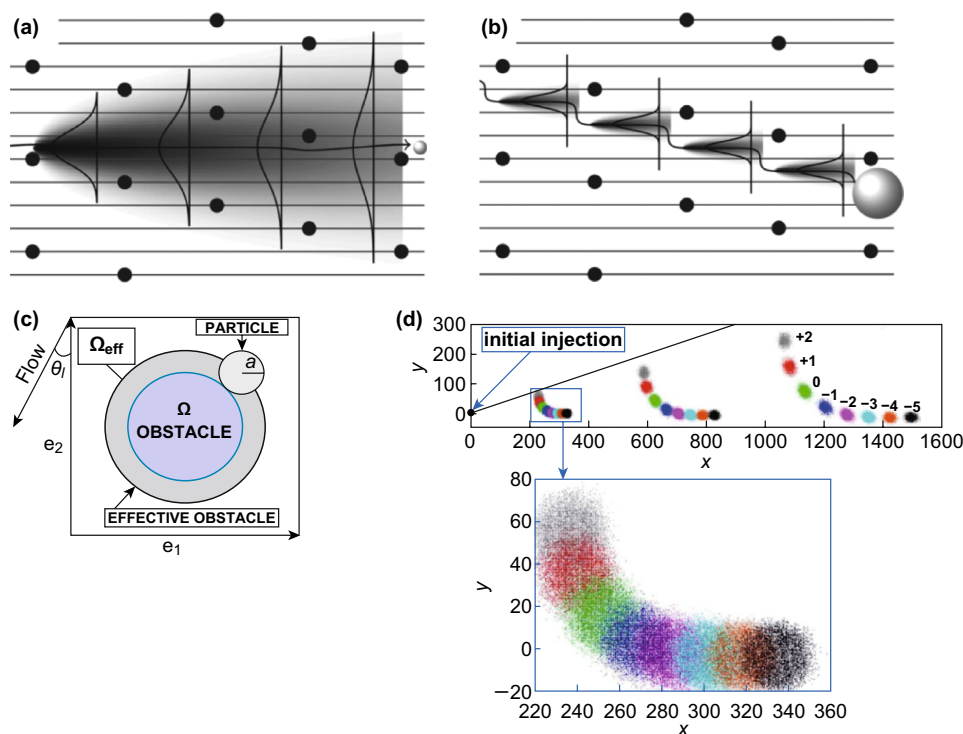 (a)
(b)
(c)
PARTICLE
Ω_eff
a
Flow
θ_l
Ω
OBSTACLE
e₂
EFFECTIVE OBSTACLE
e₁
(d)
300
200
100
0
y
initial injection
+2
+1
0
−1
−2
−3
−4
−5
0 200 400 600 800 1000 1200 1400 1600
x
80
60
40
20
0
−20
y
220 240 260 280 300 320 340 360
x